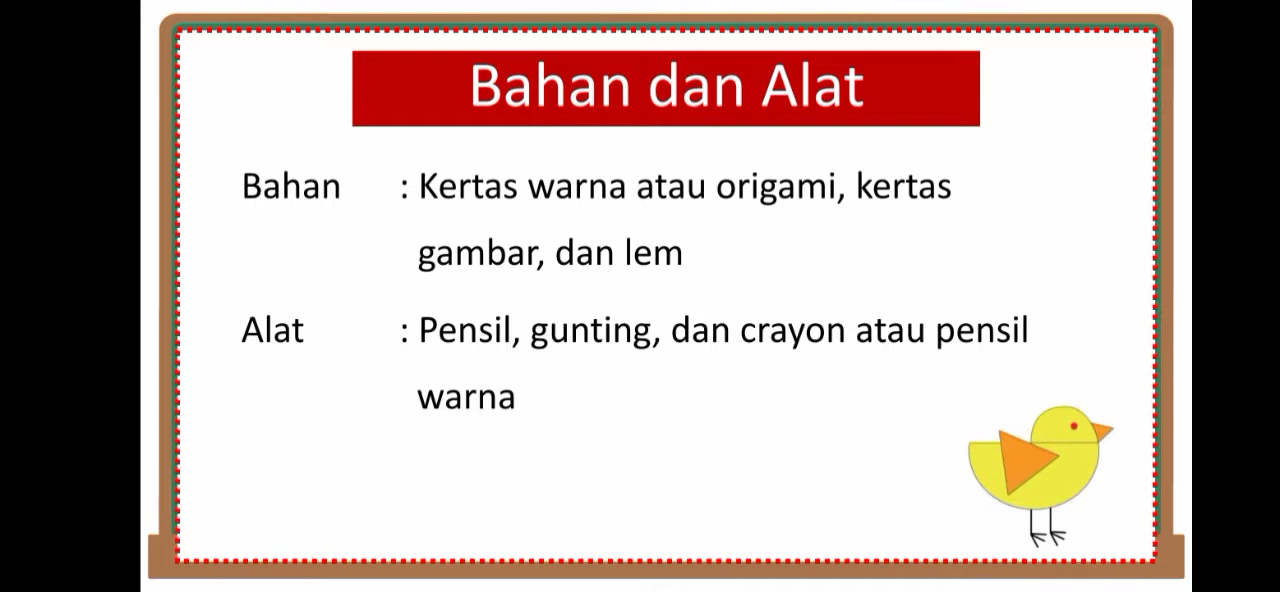 Bahan dan Alat
Bahan : Kertas warna atau origami, kertas
gambar, dan lem
Alat : Pensil, gunting, dan crayon atau pensil
warna